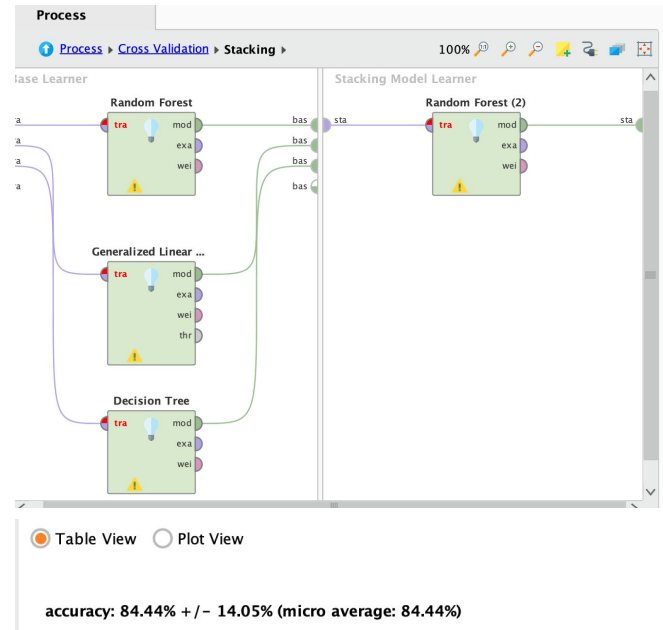 Process
Process ▸ Cross Validation ▸ Stacking ▸
100%
Base Learner
Stacking Model Learner
Random Forest
tra mod
exa
wei
bas
bas
bas
bas
Generalized Linear ...
tra mod
exa
wei
thr
Decision Tree
tra mod
exa
wei
sta
Random Forest (2)
tra mod
exa
wei
sta
Table View Plot View
accuracy: 84.44% +/- 14.05% (micro average: 84.44%)